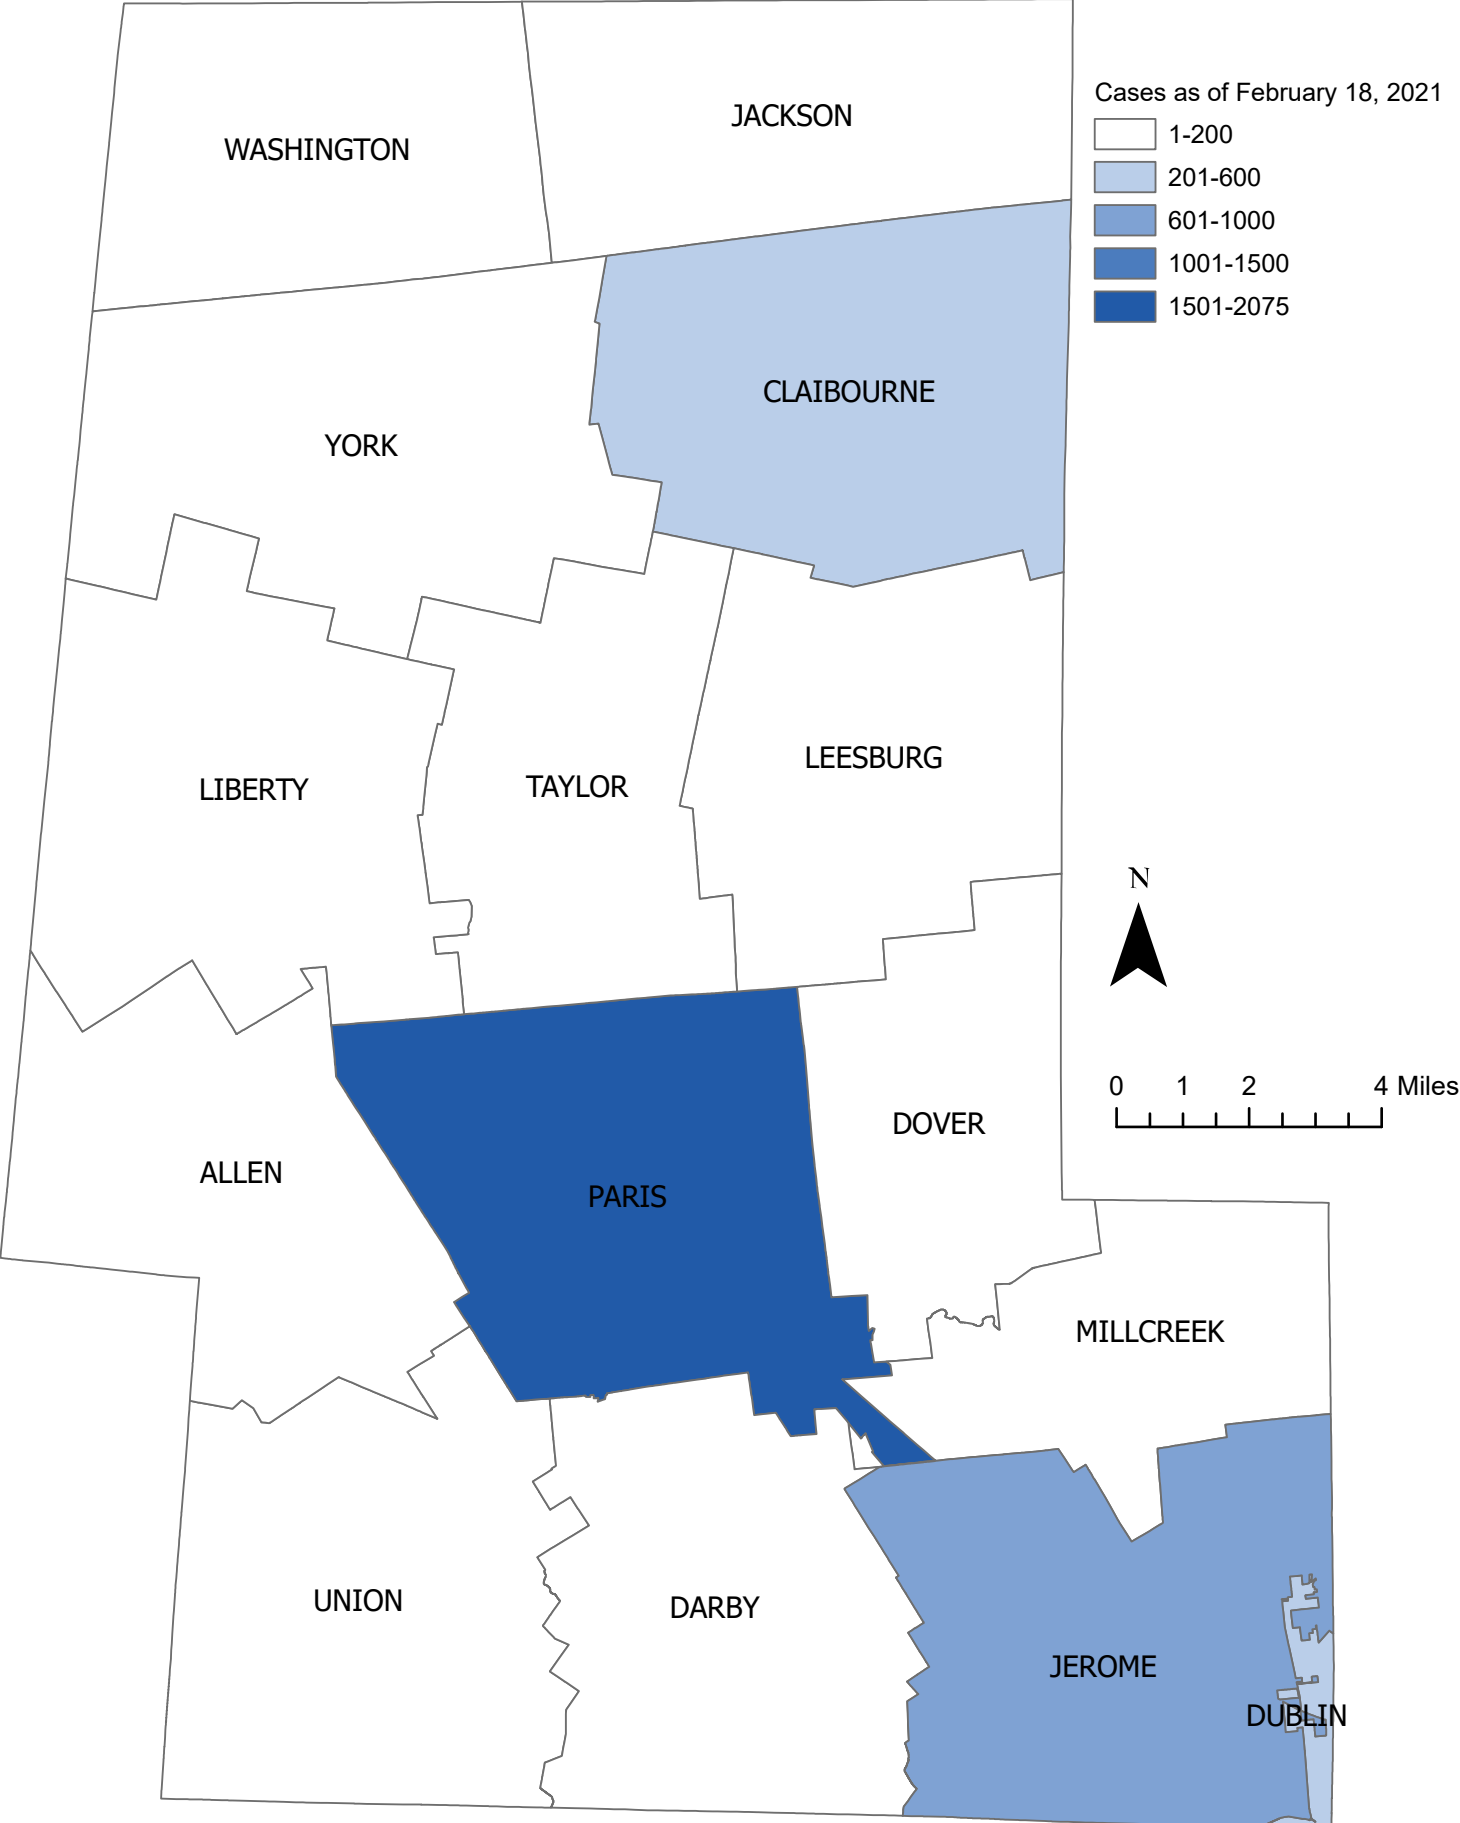 Cases as of February 18, 2021
1-200
201-600
601-1000
1001-1500
1501-2075
JACKSON
WASHINGTON
CLAIBOURNE
YORK
LEESBURG
TAYLOR
LIBERTY
N
0 1 2 4 Miles
DOVER
ALLEN
PARIS
MILLCREEK
UNION
DARBY
JEROME
DUBLIN